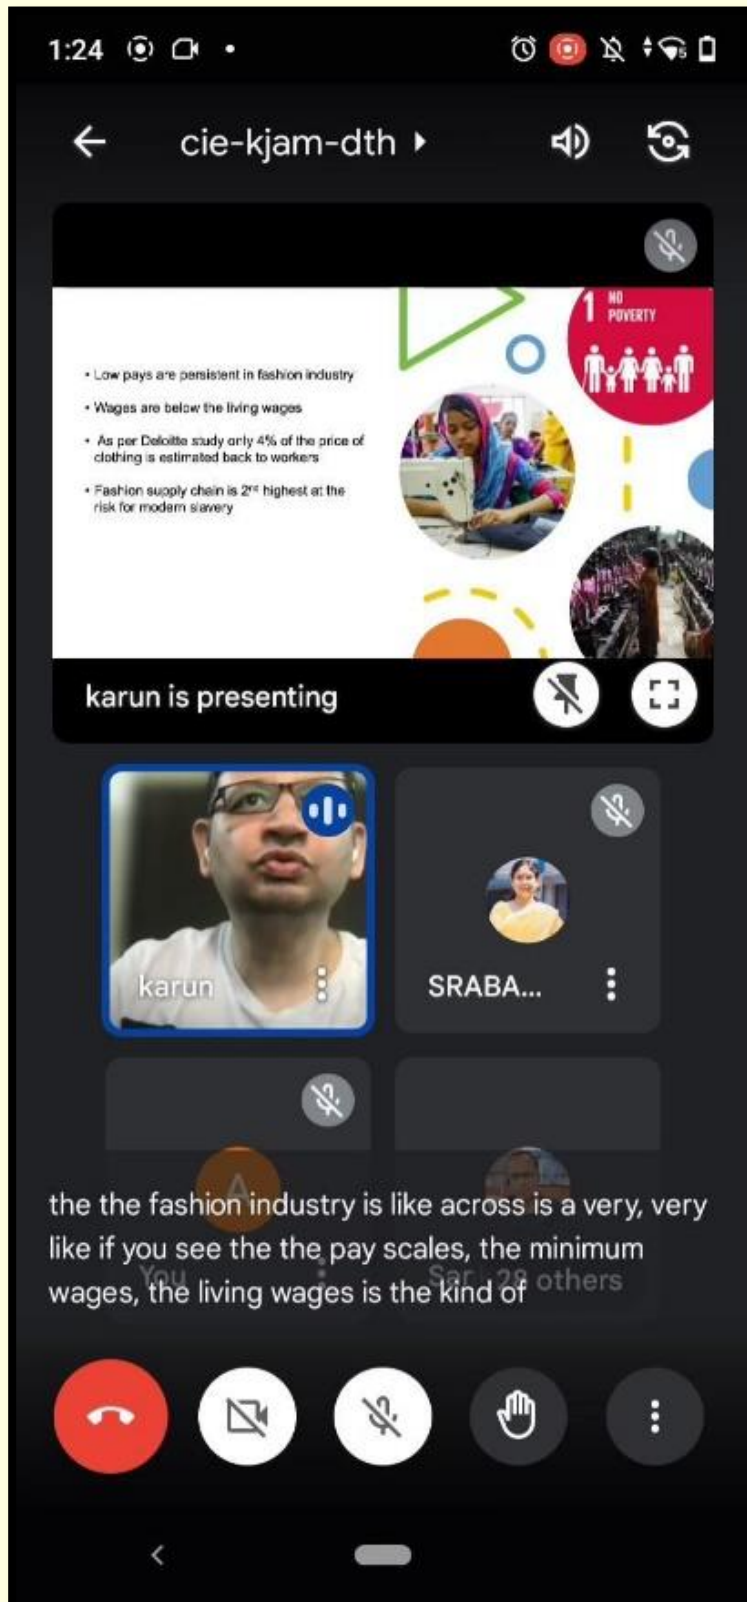 1:24
cie-kjam-dth
1 NO
POVERTY
• Low pays are persistent in fashion industry
• Wages are below the living wages
• As per Deloitte study only 4% of the price of
clothing is estimated back to workers
• Fashion supply chain is 2nd highest at the
risk for modern slavery
karun is presenting
karun
SRABA...
A
the the fashion industry is like across is a very, very
like if you see the the pay scales, the minimum
You
28 others
wages, the living wages is the kind of